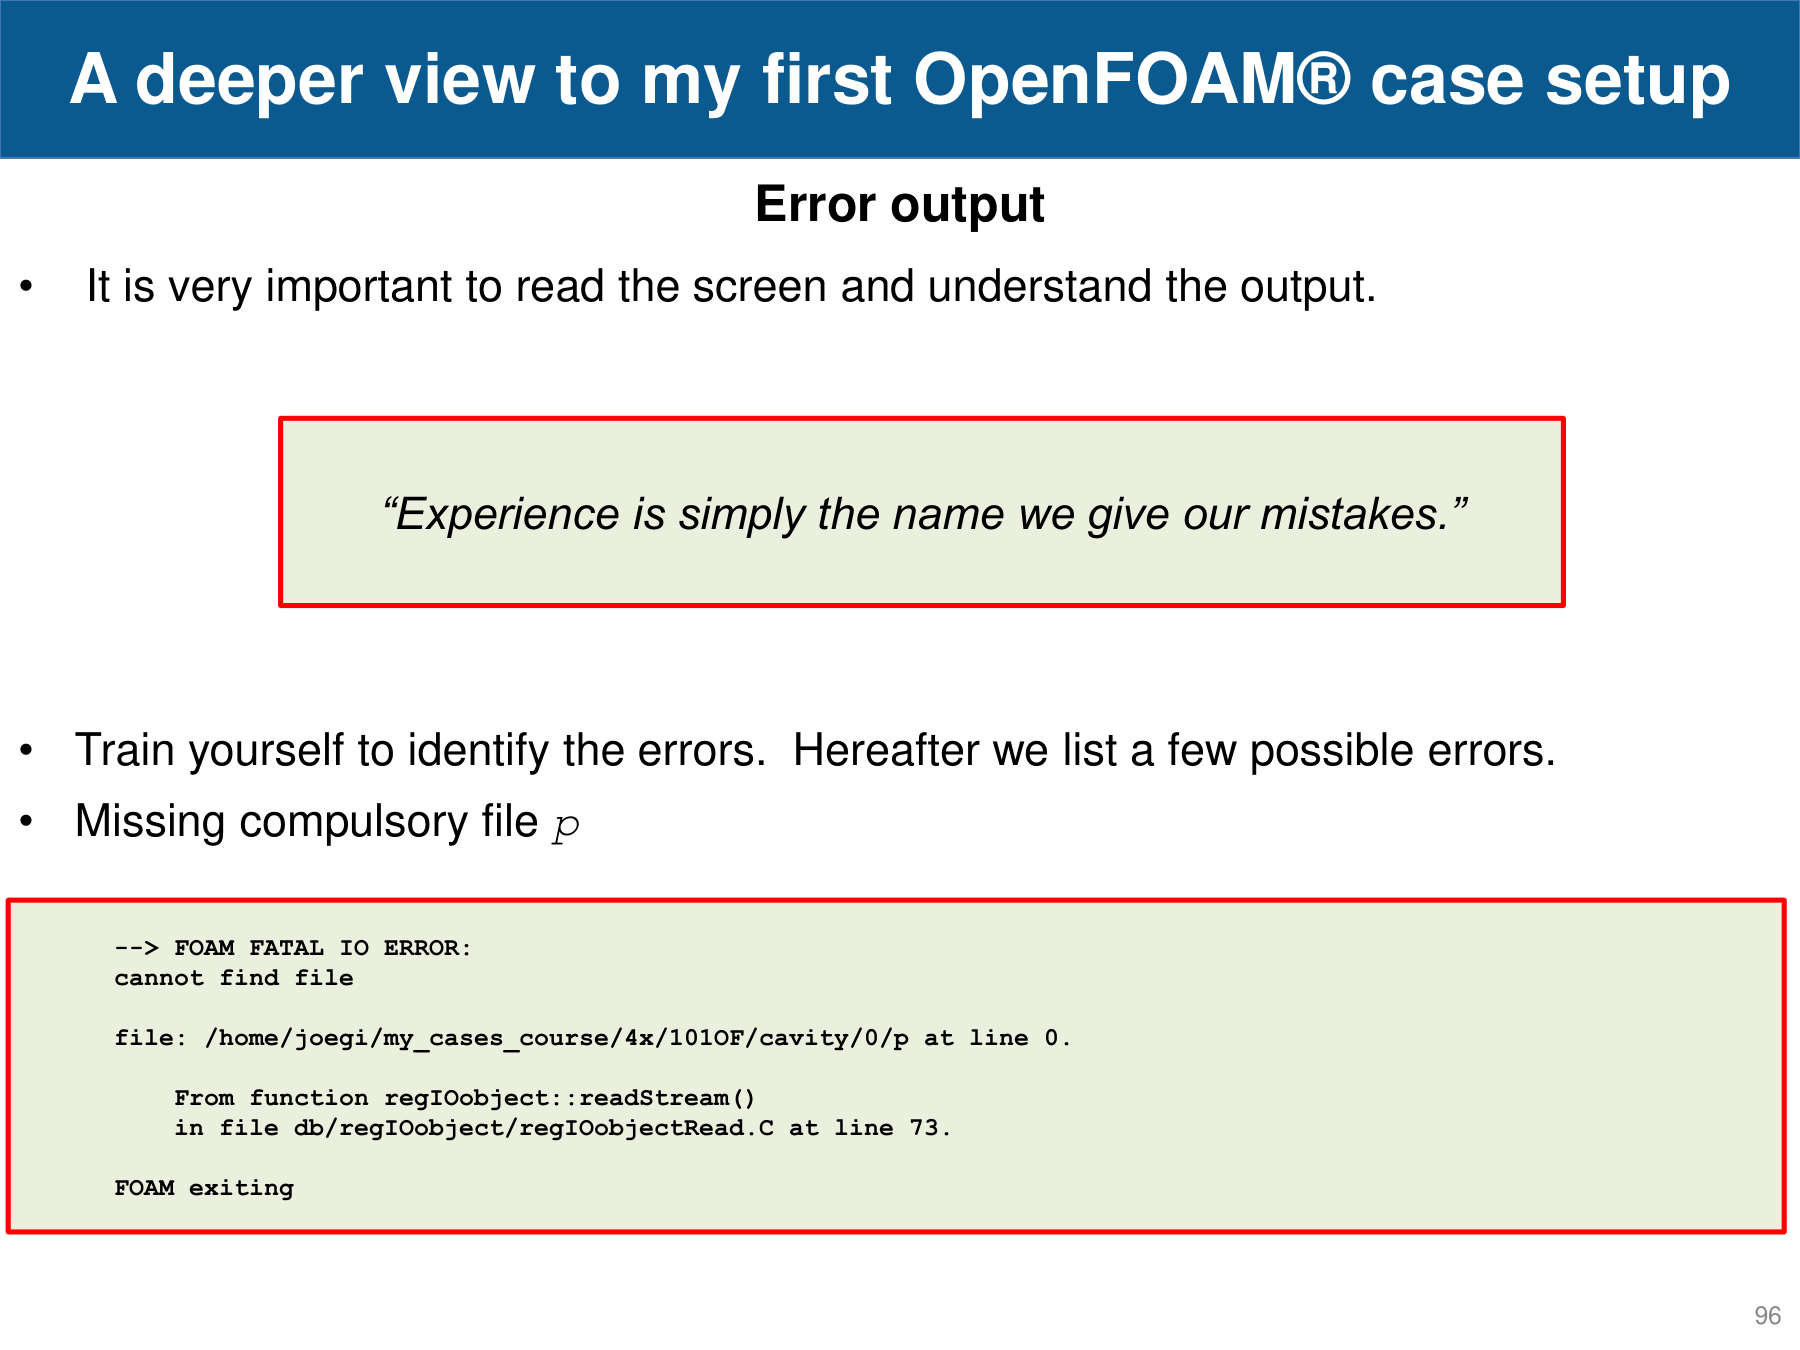 A deeper view to my first OpenFOAM® case setup
Error output
• It is very important to read the screen and understand the output.
“Experience is simply the name we give our mistakes.”
• Train yourself to identify the errors.  Hereafter we list a few possible errors.
• Missing compulsory file p
--> FOAM FATAL IO ERROR:
cannot find file
file: /home/joegi/my_cases_course/4x/101OF/cavity/0/p at line 0.
From function regIOobject::readStream()
in file db/regIOobject/regIOobjectRead.C at line 73.
FOAM exiting
96